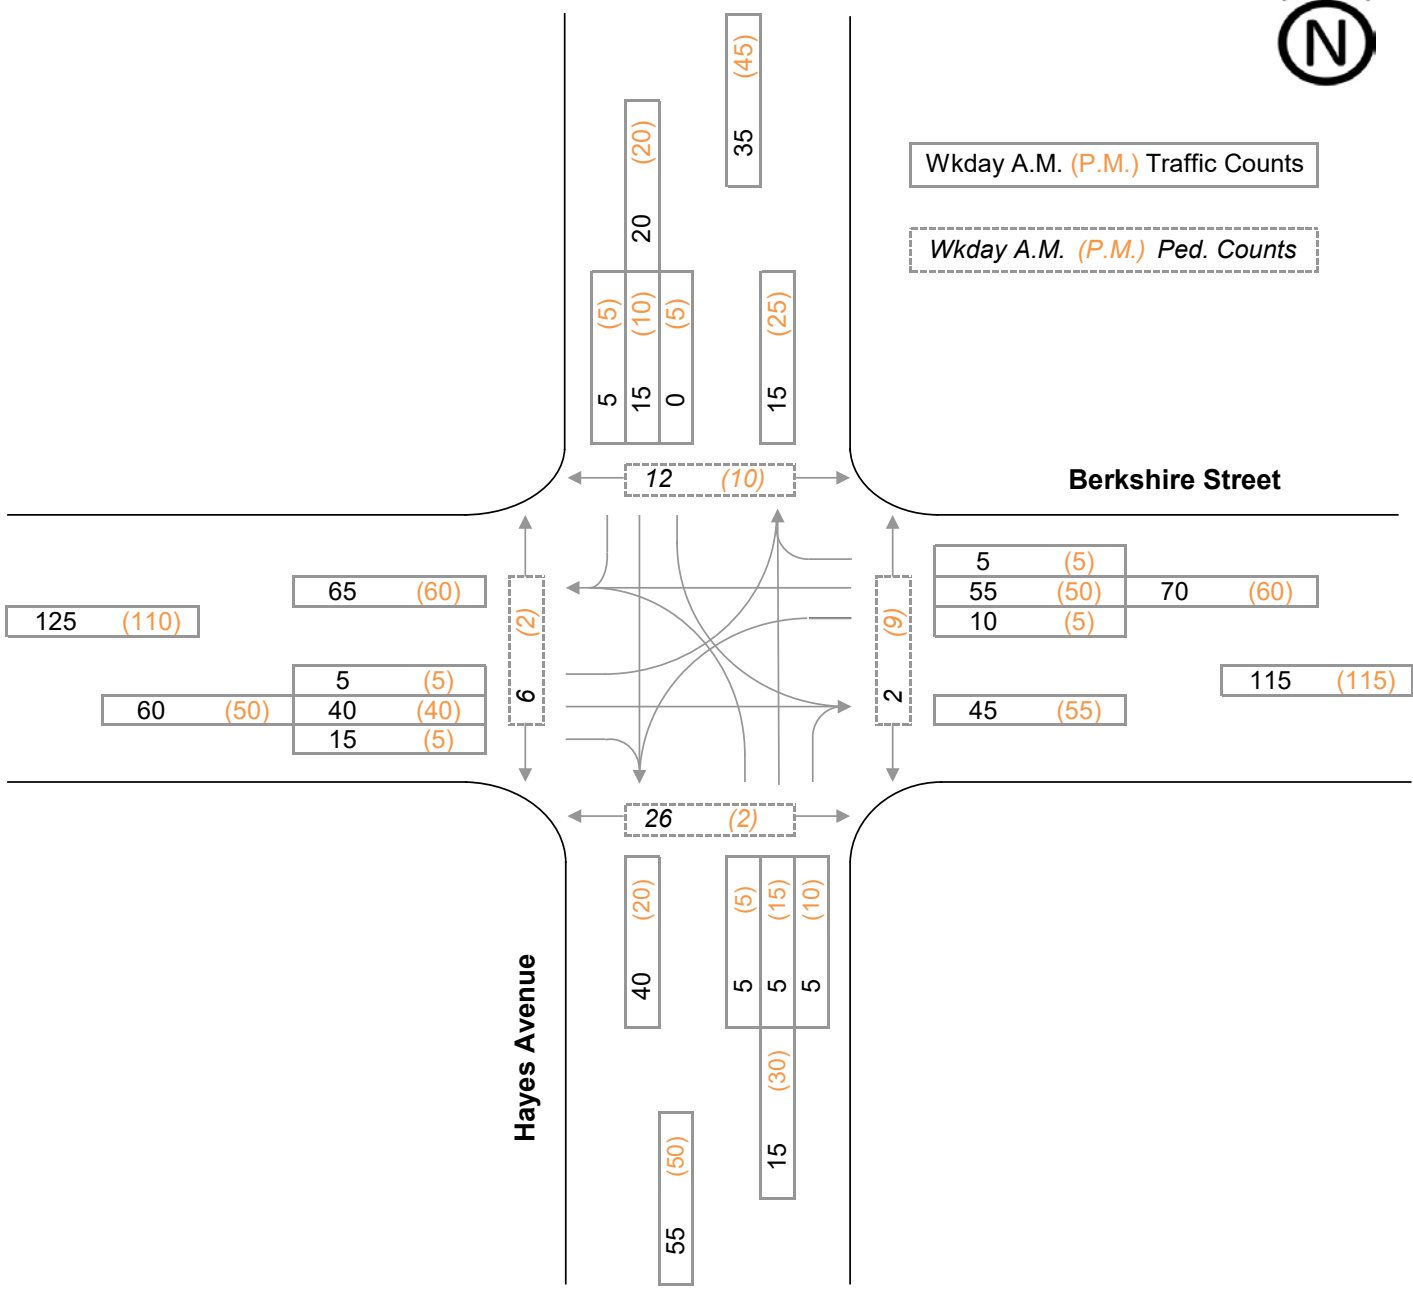 N
(45)
35
(20)
20
Wkday A.M. (P.M.) Traffic Counts
Wkday A.M. (P.M.) Ped. Counts
(5) (10) (5) (25)
5 15 0 15
12 (10)
Berkshire Street
5 (5)
65 (60)
55 (50) 70 (60)
125 (110)
10 (5)
(2)
6
(9)
2
5 (5)
115 (115)
60 (50) 40 (40)
45 (55)
15 (5)
26 (2)
(20) (5) (15) (10)
40 5 5 5
Hayes Avenue
(30)
15
(50)
55